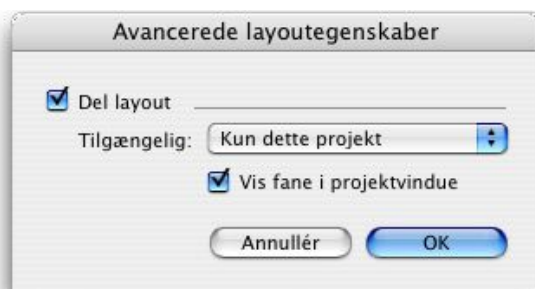 Avancerede layoutegenskaber
Del layout
Tilgængelig: Kun dette projekt
Vis fane i projektvindue
Annullér OK